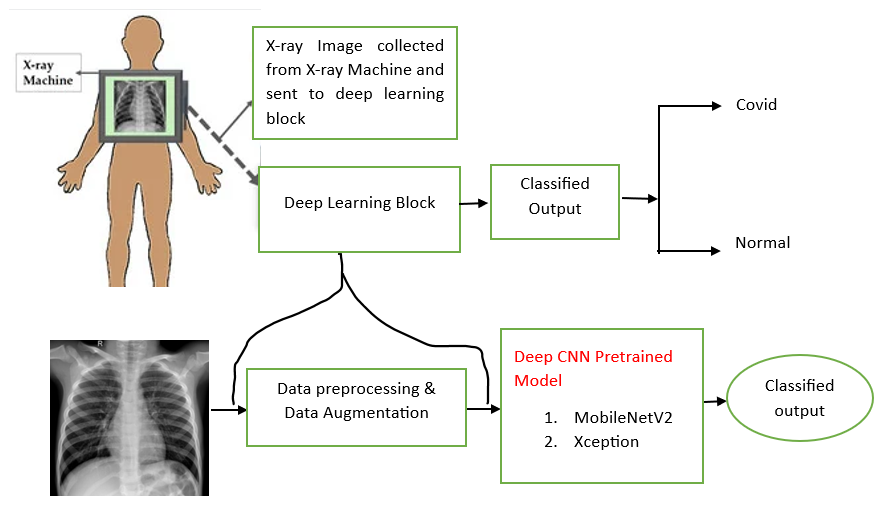 X-ray
Machine
X-ray Image collected
from X-ray Machine and
sent to deep learning
block
Deep Learning Block
Classified
Output
Covid
Normal
R
Data preprocessing &
Data Augmentation
Deep CNN Pretrained
Model
1. MobileNetV2
2. Xception
Classified
output